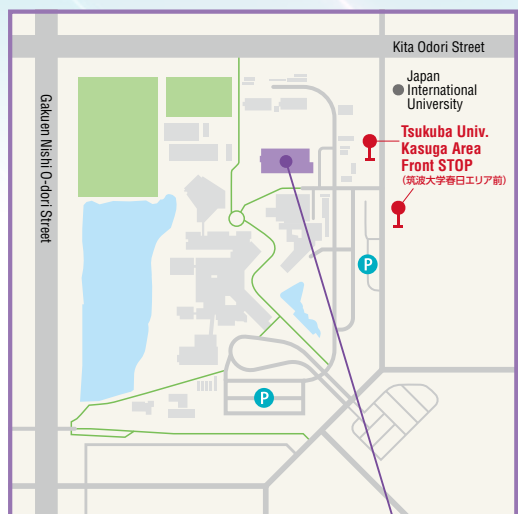 Kita Odori Street
Japan
International
University
Gakuen Nishi O-dori Street
Tsukuba Univ.
Kasuga Area
Front STOP
(筑波大学春日エリア前)
P
P